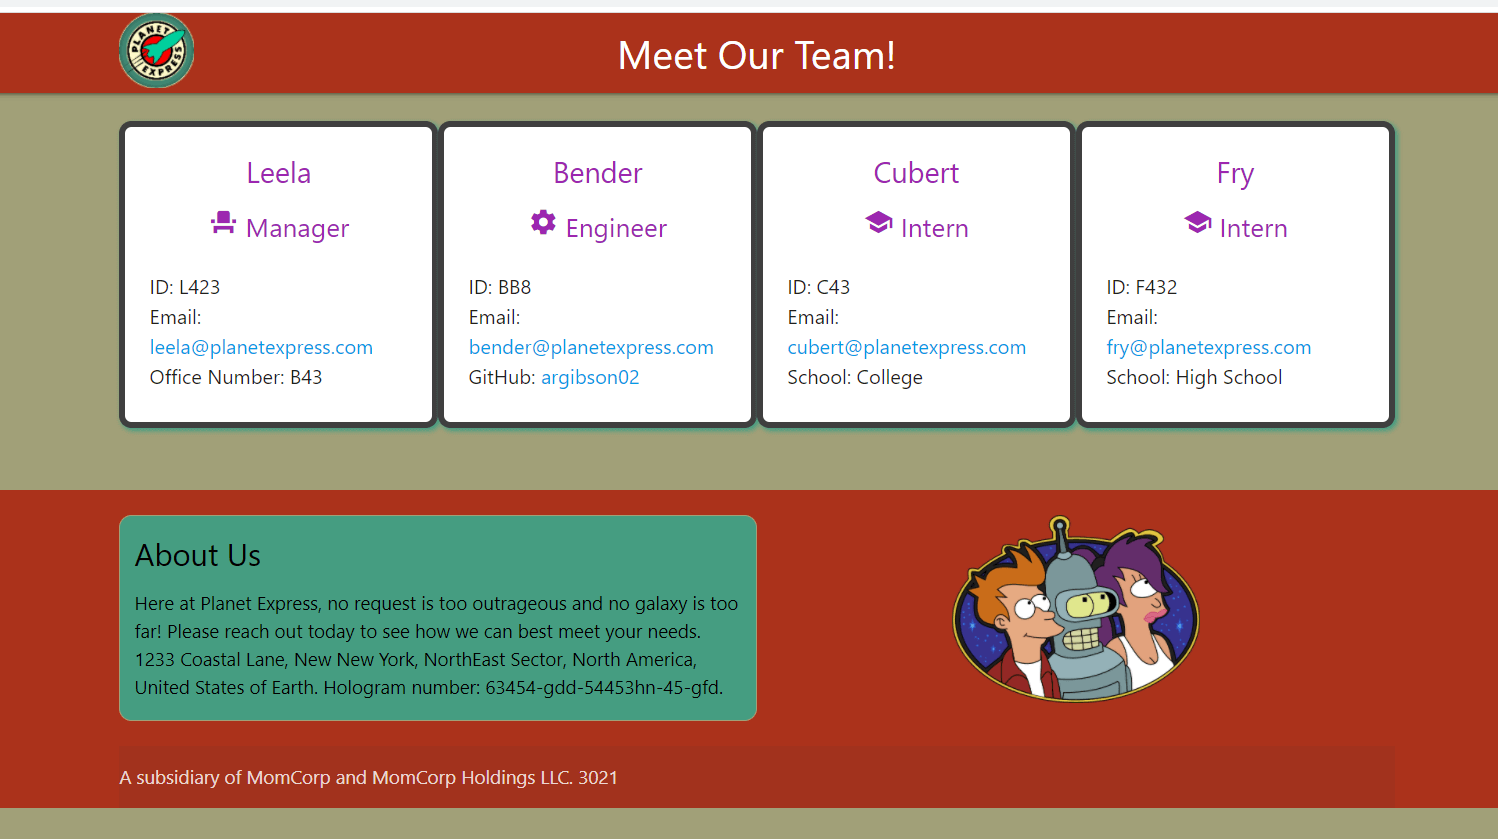 PLANET EXPRESS
Meet Our Team!
Leela
Manager
ID: L423
Email:
leela@planetexpress.com
Office Number: B43
Bender
Engineer
ID: BB8
Email:
bender@planetexpress.com
GitHub: argibson02
Cubert
Intern
ID: C43
Email:
cubert@planetexpress.com
School: College
Fry
Intern
ID: F432
Email:
fry@planetexpress.com
School: High School
About Us
Here at Planet Express, no request is too outrageous and no galaxy is too
far! Please reach out today to see how we can best meet your needs.
1233 Coastal Lane, New New York, NorthEast Sector, North America,
United States of Earth. Hologram number: 63454-gdd-54453hn-45-gfd.
A subsidiary of MomCorp and MomCorp Holdings LLC. 3021